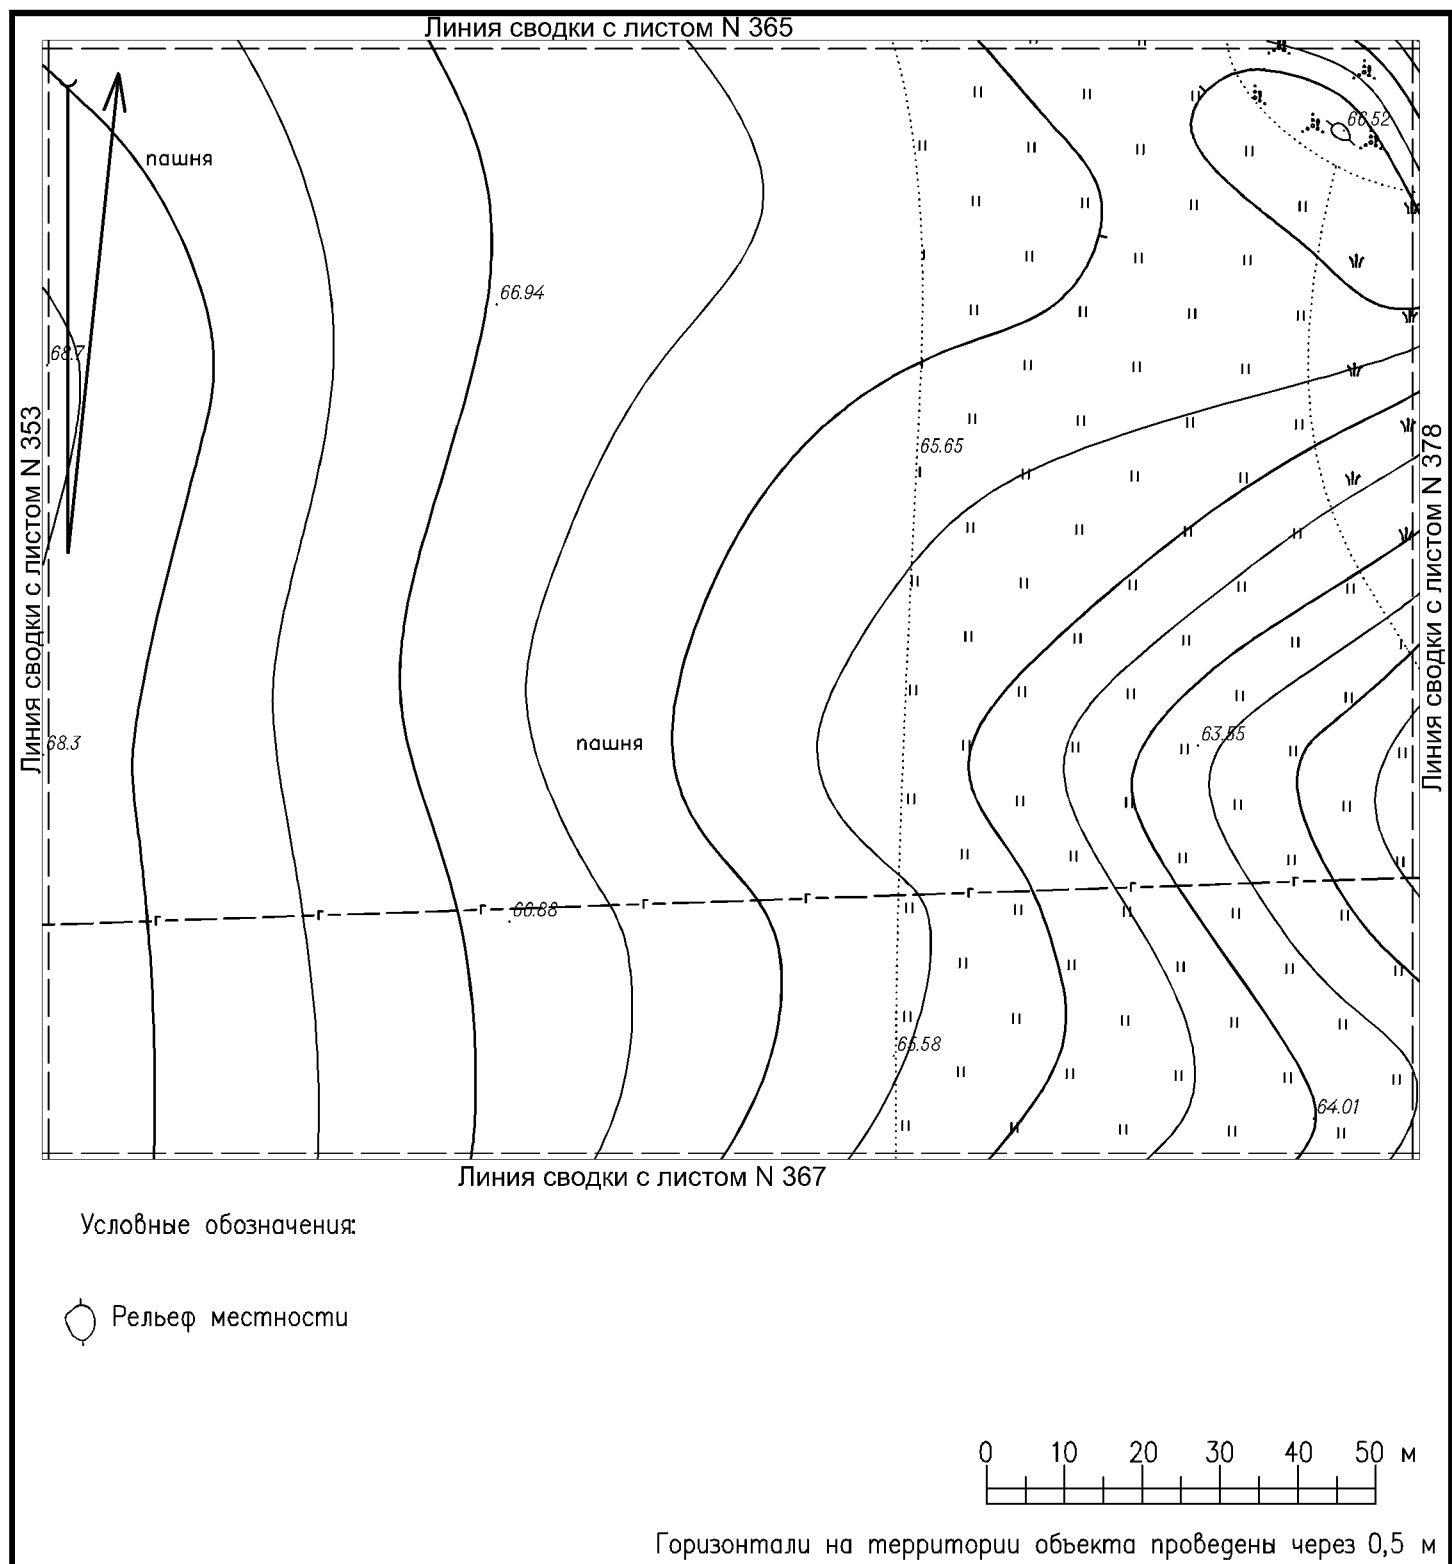 Линия сводки с листом N 365
66.52
пашня
66.94
68.7
Линия сводки с листом N 353
65.65
Линия сводки с листом N 378
63.55
пашня
68.3
Г Г Г Г Г Г Г Г
66.88
65.58
64.01
Линия сводки с листом N 367
Условные обозначения:
Рельеф местности
0 10 20 30 40 50 м
Горизонтали на территории объекта проведены через 0,5 м